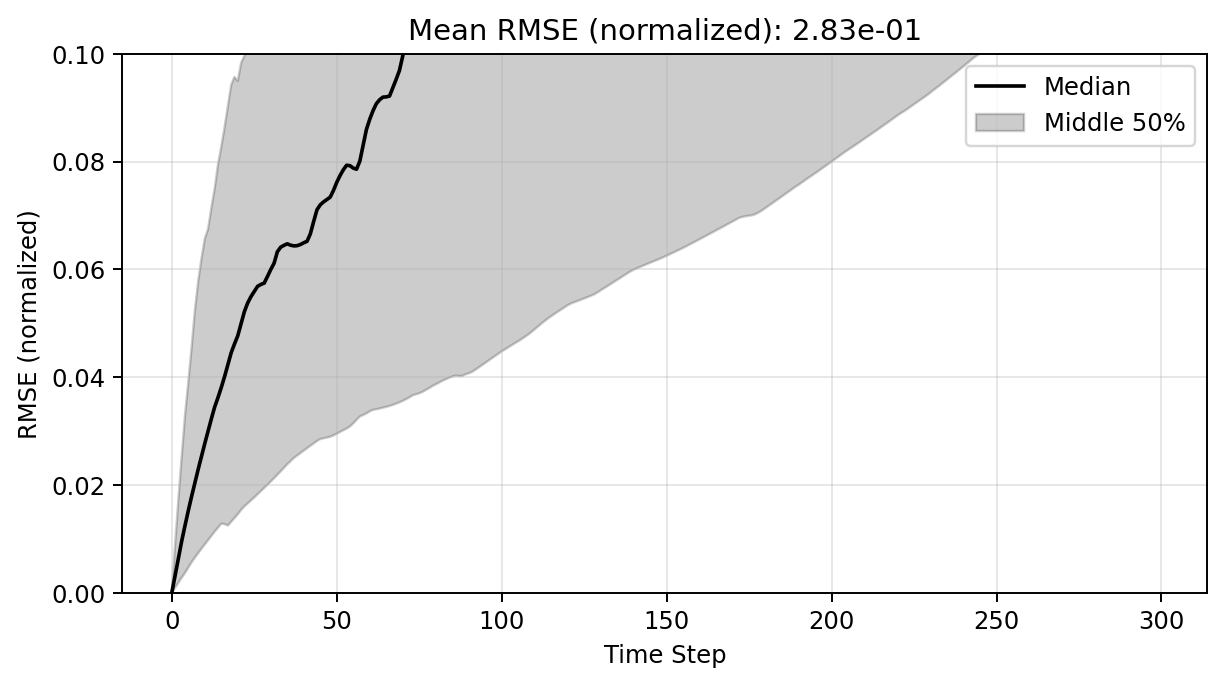 Mean RMSE (normalized): 2.83e-01
0.10
0.08
0.06
0.04
0.02
0.00
RMSE (normalized)
Median
Middle 50%
0 50 100 150 200 250 300
Time Step